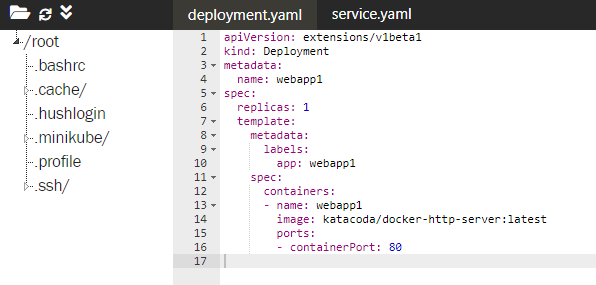 deployment.yaml service.yaml
/root
.bashrc
.cache/
.hushlogin
.minikube/
.profile
.ssh/
1 apiVersion: extensions/v1beta1
2 kind: Deployment
3 metadata:
4   name: webapp1
5 spec:
6   replicas: 1
7   template:
8     metadata:
9       labels:
10         app: webapp1
11     spec:
12       containers:
13       - name: webapp1
14         image: katacoda/docker-http-server:latest
15         ports:
16         - containerPort: 80
17